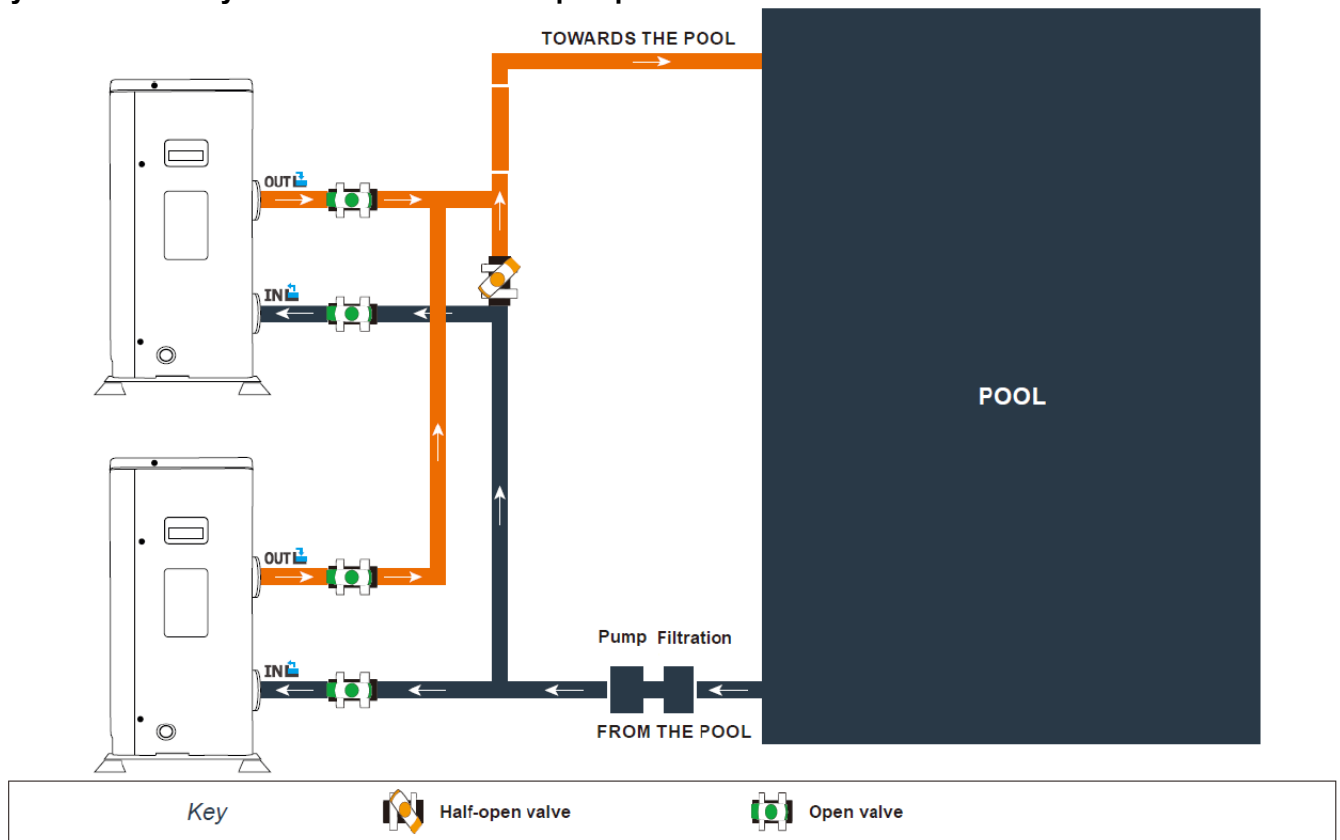 TOWARDS THE POOL
OUT
IN
POOL
OUT
Pump Filtration
IN
FROM THE POOL
Key
Half-open valve
Open valve